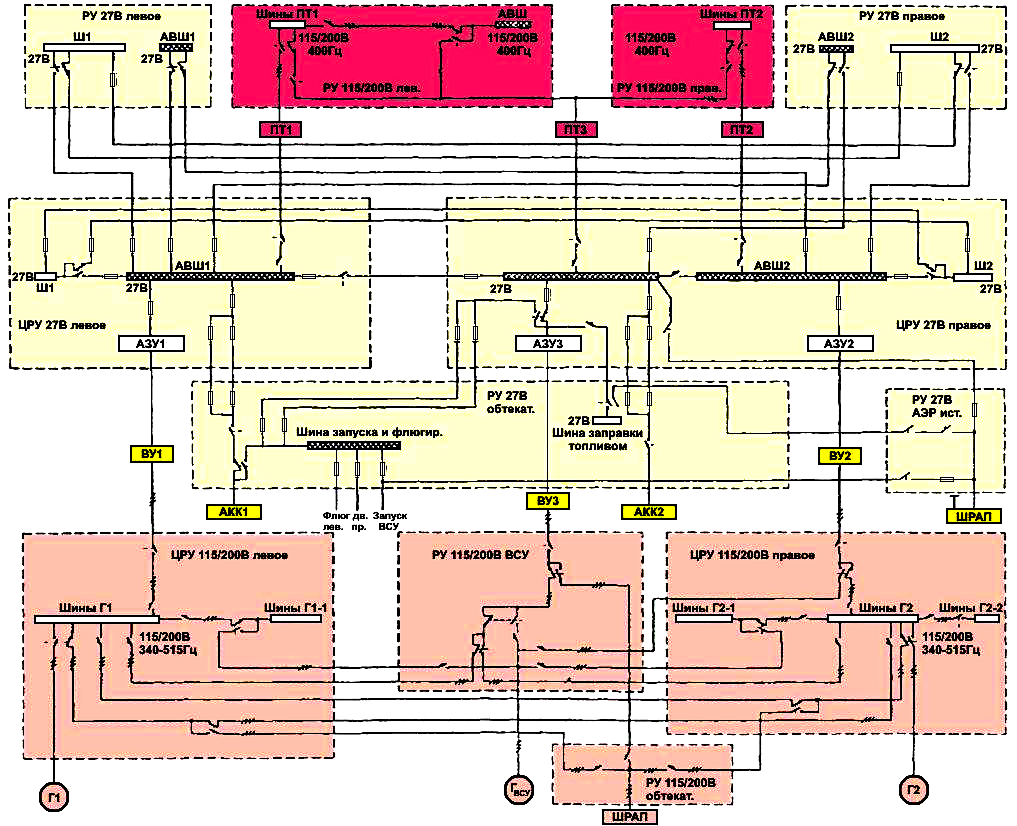 РУ 27В левое
Ш1
АВШ1
27В
27В
Шины ПТ1
АВШ
115/200В
400Гц
115/200В
400Гц
РУ 115/200В лев.
Шины ПТ2
115/200В
400Гц
РУ 115/200В прав.
РУ 27В правое
АВШ2
Ш2
27В
27В
ПТ1
ПТ3
ПТ2
27В
Ш1
АВШ1
27В
ЦРУ 27В левое
27В
АВШ2
Ш2
27В
ЦРУ 27В правое
АЗУ1
АЗУ3
АЗУ2
РУ 27В
обтекат.
27В
Шина заправки
топливом
Шина запуска и флюгир.
РУ 27В
АЭР ист.
ВУ1
ВУ2
ВУ3
АКК1
Флюг
лев.
дв.
пр.
Запуск
ВСУ
АКК2
ШРАП
ЦРУ 115/200В левое
РУ 115/200В ВСУ
ЦРУ 115/200В правое
Шины Г1
Шины Г1-1
115/200В
340-515Гц
Шины Г2-1
Шины Г2
Шины Г2-2
115/200В
340-515Гц
Г1
ГВСУ
Г2
РУ 115/200В
обтекат.
ШРАП